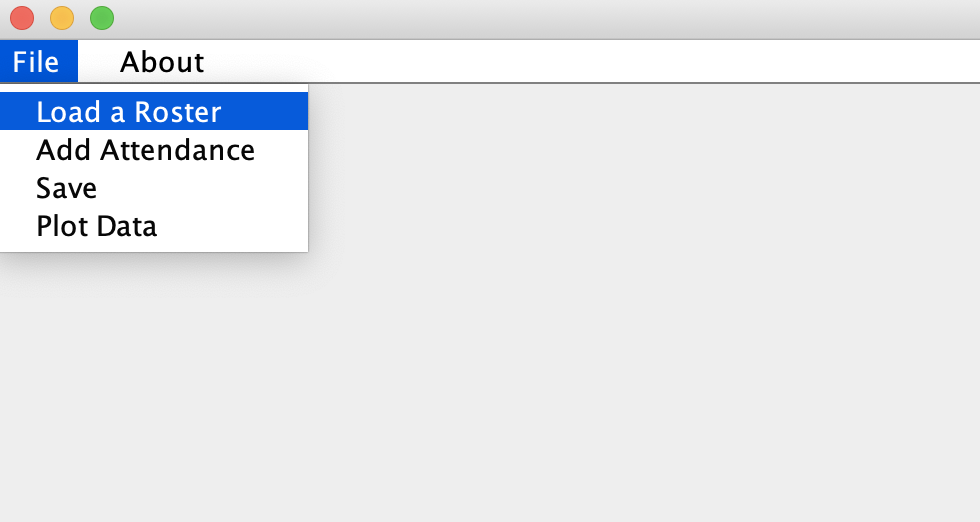 File About
Load a Roster
Add Attendance
Save
Plot Data